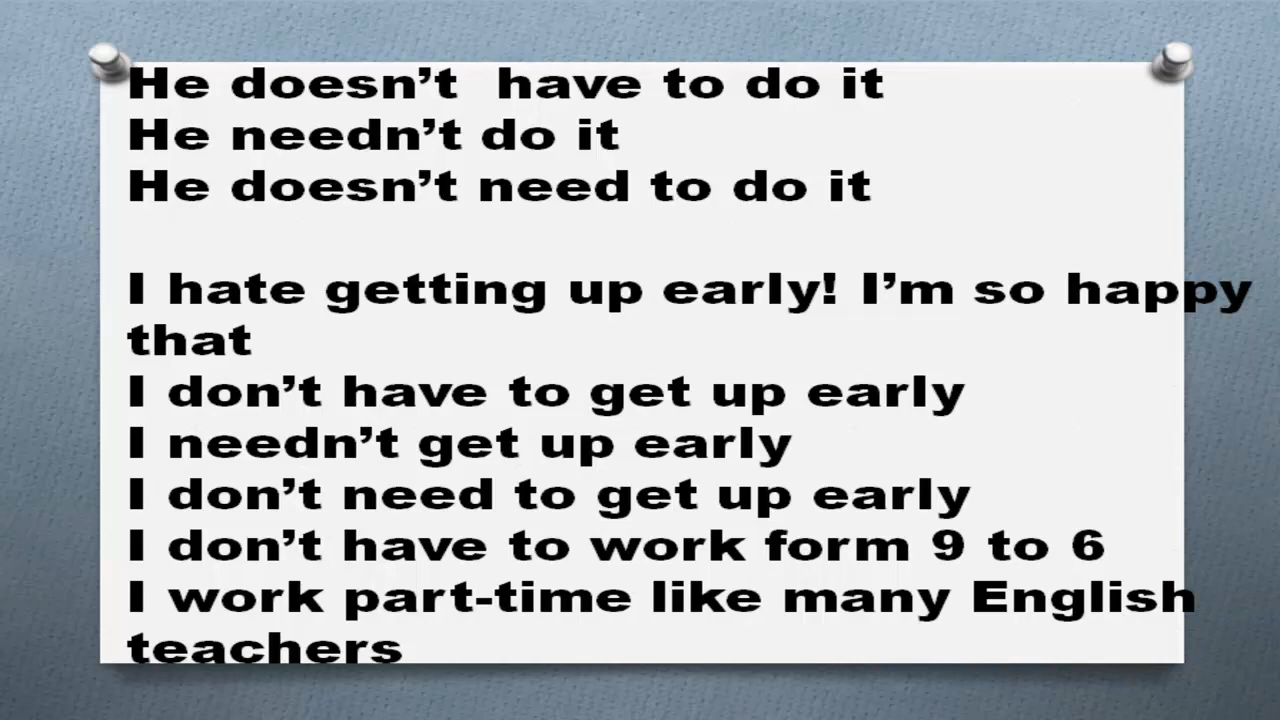 He doesn’t  have to do it
He needn’t do it
He doesn’t need to do it
I hate getting up early! I’m so happy
that
I don’t have to get up early
I needn’t get up early
I don’t need to get up early
I don’t have to work form 9 to 6
I work part-time like many English
teachers